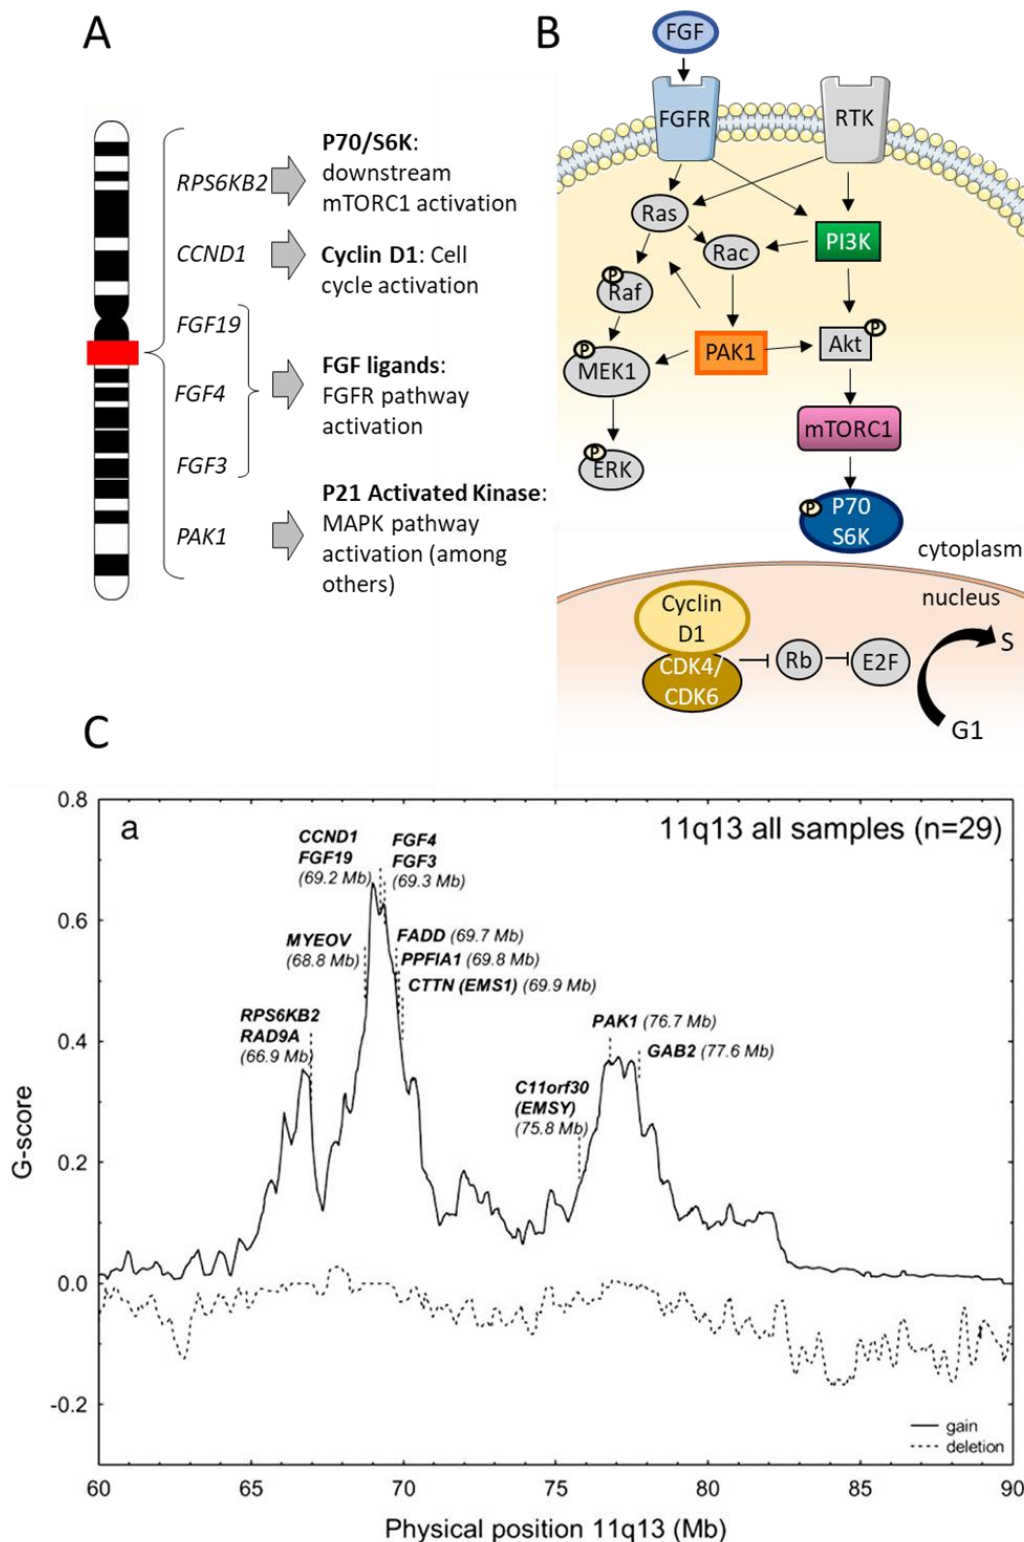 A
RPS6KB2
P70/S6K:
downstream
mTORC1 activation
CCND1
Cyclin D1: Cell
cycle activation
FGF19
FGF4
FGF3
FGF ligands:
FGFR pathway
activation
PAK1
P21 Activated Kinase:
MAPK pathway
activation (among
others)
B
FGF
FGFR
RTK
Ras
Rac
PI3K
P
Raf
P
MEK1
PAK1
P
Akt
P
ERK
mTORC1
P
P70
S6K
cytoplasm
nucleus
Cyclin
D1
CDK4/
CDK6
Rb
E2F
S
G1
C
a
11q13 all samples (n=29)
CCND1
FGF19
(69.2 Mb)
FGF4
FGF3
(69.3 Mb)
MYEOV
(68.8 Mb)
FADD (69.7 Mb)
PPFIA1 (69.8 Mb)
CTTN (EMS1) (69.9 Mb)
RPS6KB2
RAD9A
(66.9 Mb)
PAK1 (76.7 Mb)
GAB2 (77.6 Mb)
C11orf30
(EMSY)
(75.8 Mb)
G-score
0.8
0.6
0.4
0.2
0.0
-0.2
gain
deletion
60 65 70 75 80 85 90
Physical position 11q13 (Mb)